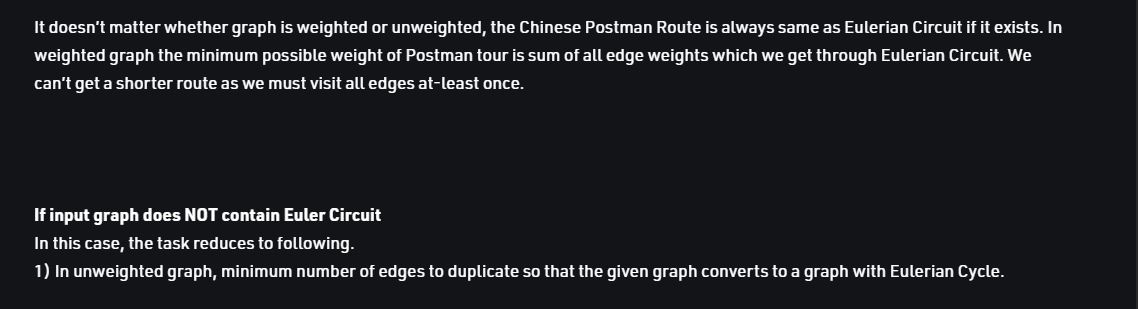 It doesn't matter whether graph is weighted or unweighted, the Chinese Postman Route is always same as Eulerian Circuit if it exists. In
weighted graph the minimum possible weight of Postman tour is sum of all edge weights which we get through Eulerian Circuit. We
can't get a shorter route as we must visit all edges at-least once.
If input graph does NOT contain Euler Circuit
In this case, the task reduces to following.
1) In unweighted graph, minimum number of edges to duplicate so that the given graph converts to a graph with Eulerian Cycle.